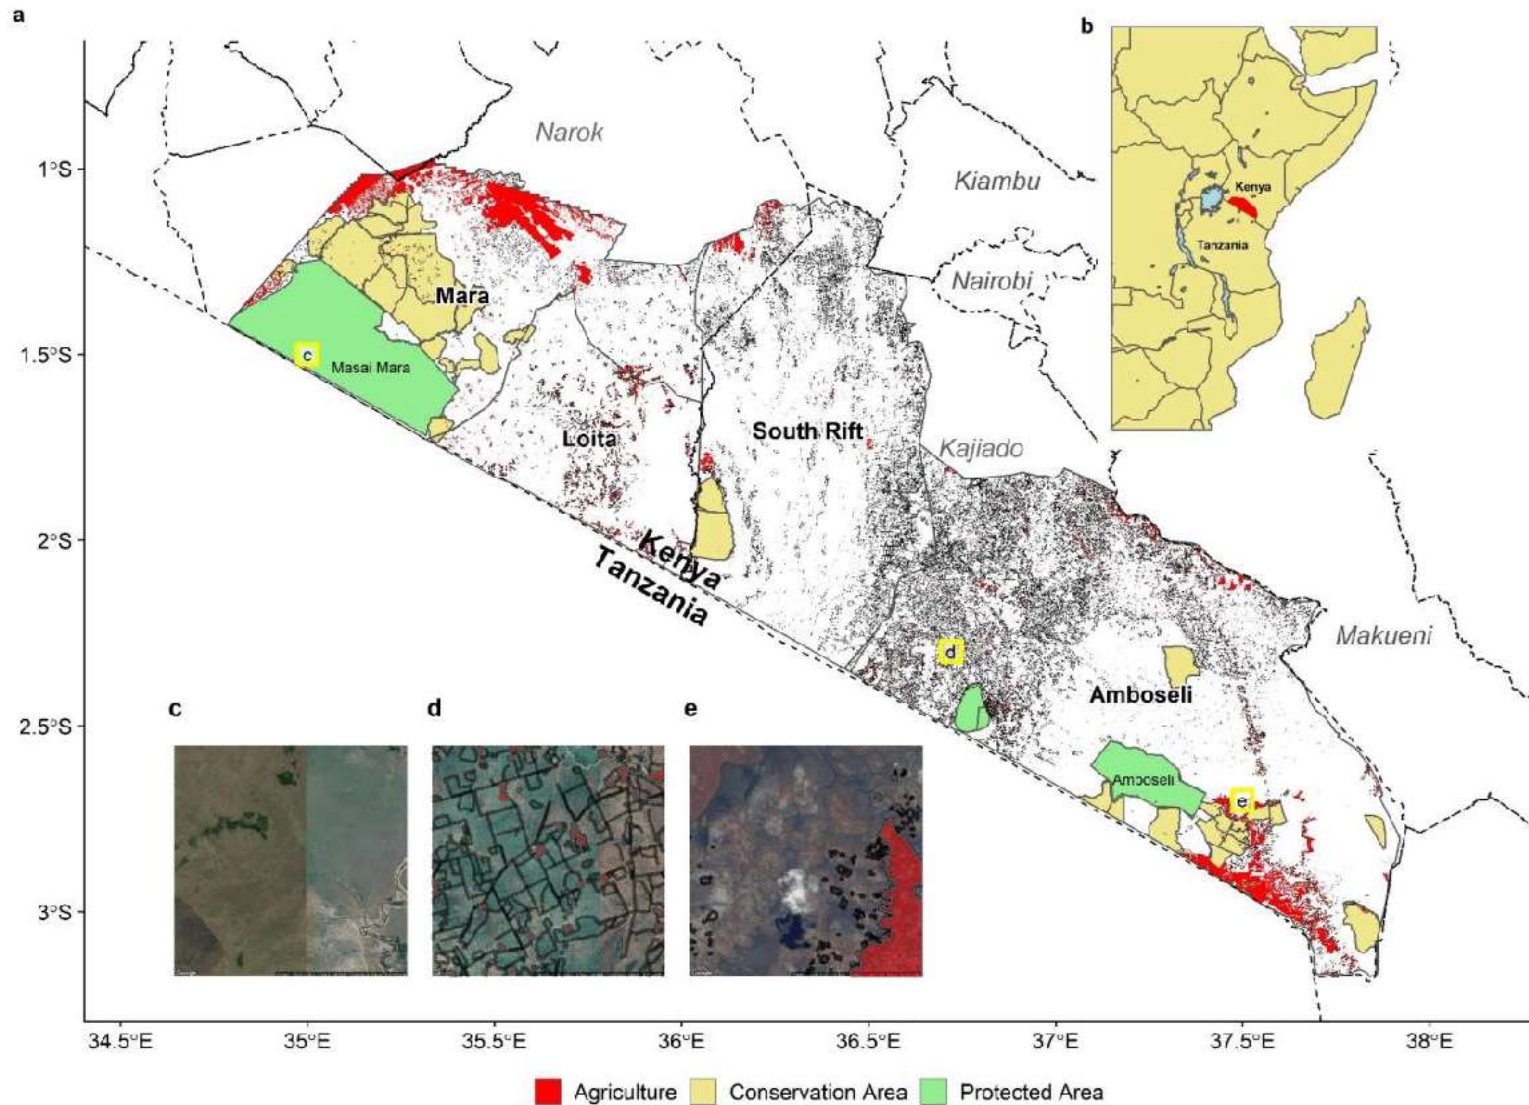 a
b
Narok
1°S
Kiambu
Kenya
Nairobi
Tanzania
Mara
1.5°S
c
Masai Mara
Loita
South Rift
Kajiado
2°S
Kenya
Tanzania
Makueni
d
Amboseli
c
d
e
2.5°S
Amboseli
e
3°S
34.5°E
35°E
35.5°E
36°E
36.5°E
37°E
37.5°E
38°E
Agriculture
Conservation Area
Protected Area